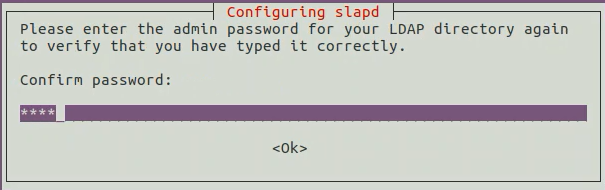 Configuring slapd
Please enter the admin password for your LDAP directory again
to verify that you have typed it correctly.
Confirm password:
****_
<Ok>